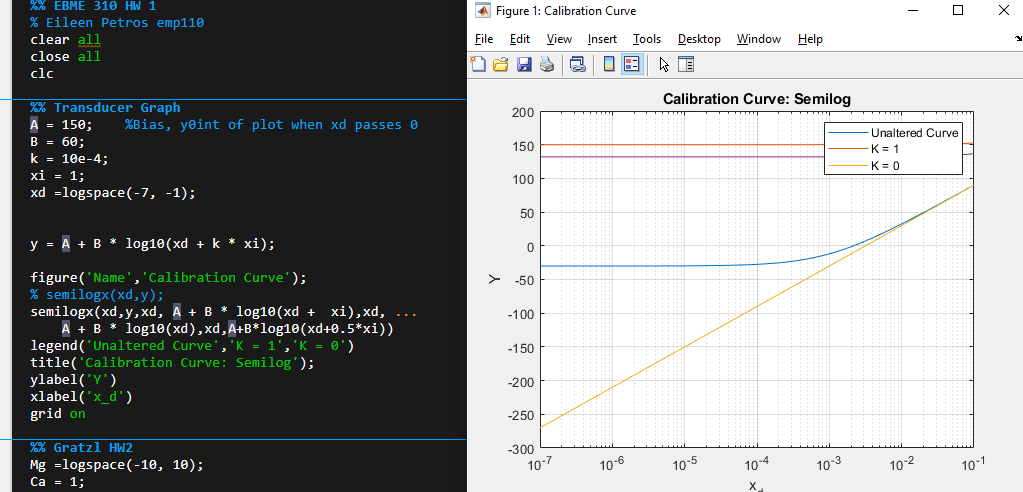 %% EBME 310 HW 1
% Eileen Petros emp110
clear all
close all
clc
%% Transducer Graph
A = 150;    %Bias, y0int of plot when xd passes 0
B = 60;
k = 10e-4;
xi = 1;
xd =logspace(-7, -1);
y = A + B * log10(xd + k * xi);
figure('Name','Calibration Curve');
% semilogx(xd,y);
semilogx(xd,y,xd, A + B * log10(xd +  xi),xd, ...
    A + B * log10(xd),xd,A+B*log10(xd+0.5*xi))
legend('Unaltered Curve','K = 1','K = 0')
title('Calibration Curve: Semilog');
ylabel('Y')
xlabel('x_d')
grid on
%% Gratzl HW2
Mg =logspace(-10, 10);
Ca = 1;
Figure 1: Calibration Curve
File Edit View Insert Tools Desktop Window Help
Calibration Curve: Semilog
Unaltered Curve
K = 1
K = 0
200
150
100
50
0
-50
-100
-150
-200
-250
-300
Y
10^-7 10^-6 10^-5 10^-4 10^-3 10^-2 10^-1
x_d